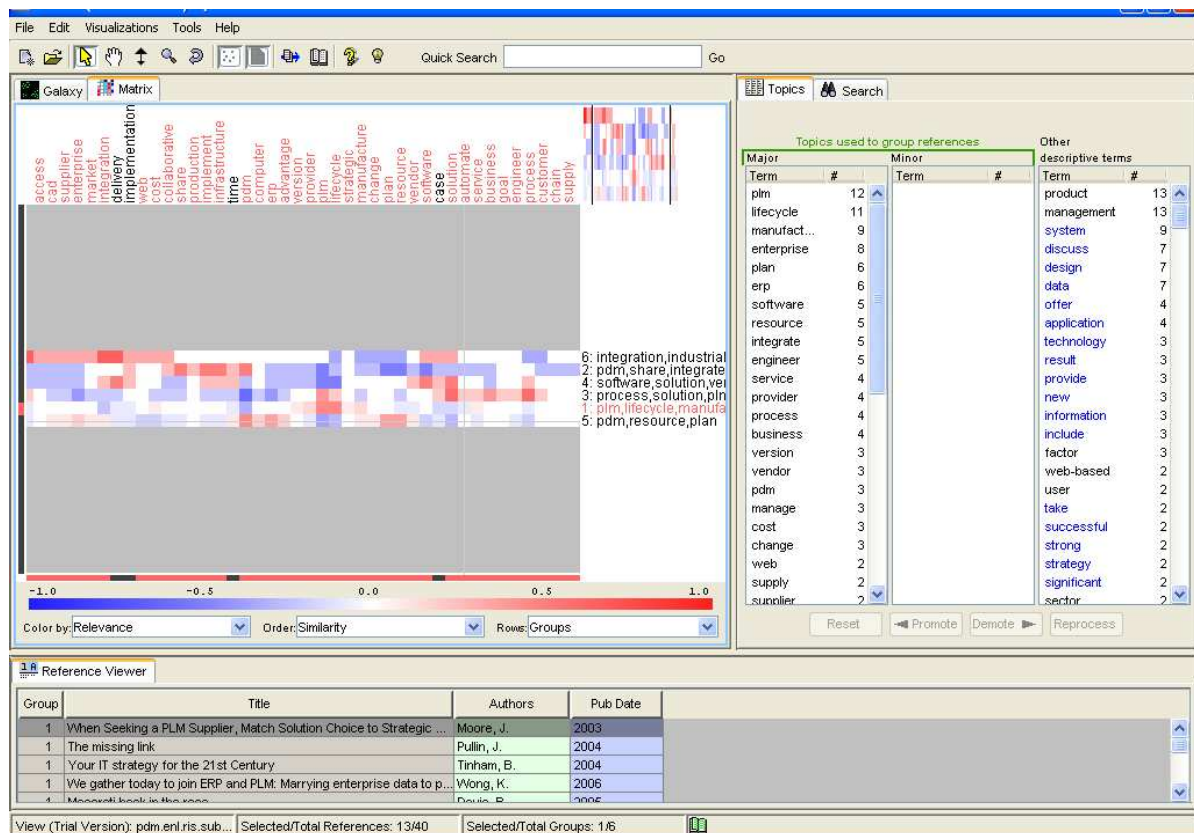 File Edit Visualizations Tools Help
Quick Search Go
Galaxy Matrix
access
cad
supplier
enterprise
market
integration
delivery
implementation
web
cost
collaborative
share
production
implement
infrastructure
time
pdm
computer
erp
advantage
version
provider
plm
lifecycle
strategic
manufacture
change
plan
resource
vendor
software
case
solution
automate
service
business
goal
engineer
process
customer
chain
supply
6: integration,industrial
2: pdm,share,integrate
4: software,solution,ve
3: process,solution,pln
1: plm,lifecycle,manufa
5: pdm,resource,plan
-1.0 -0.5 0.0 0.5 1.0
Color by: Relevance Order: Similarity Rows: Groups
Topics Search
Topics used to group references Other
Major Minor descriptive terms
Term # Term # Term #
plm 12 product 13
lifecycle 11 management 13
manufact... 9 system 9
enterprise 8 discuss 7
plan 6 design 7
erp 6 data 7
software 5 offer 4
resource 5 application 4
integrate 5 technology 3
engineer 5 result 3
service 4 provide 3
provider 4 new 3
process 4 information 3
business 4 include 3
version 3 factor 3
vendor 3 web-based 2
pdm 3 user 2
manage 3 take 2
cost 3 successful 2
change 3 strong 2
web 2 strategy 2
supply 2 significant 2
supplier 2 sector 2
Reset Promote Demote Reprocess
Reference Viewer
Group Title Authors Pub Date
1 When Seeking a PLM Supplier, Match Solution Choice to Strategic ... Moore, J. 2003
1 The missing link Pullin, J. 2004
1 Your IT strategy for the 21st Century Tinham, B. 2004
1 We gather today to join ERP and PLM: Marrying enterprise data to p... Wong, K. 2006
1 back in the race 2005
View (Trial Version): pdm.enl.ris.sub... Selected/Total References: 13/40 Selected/Total Groups: 1/6